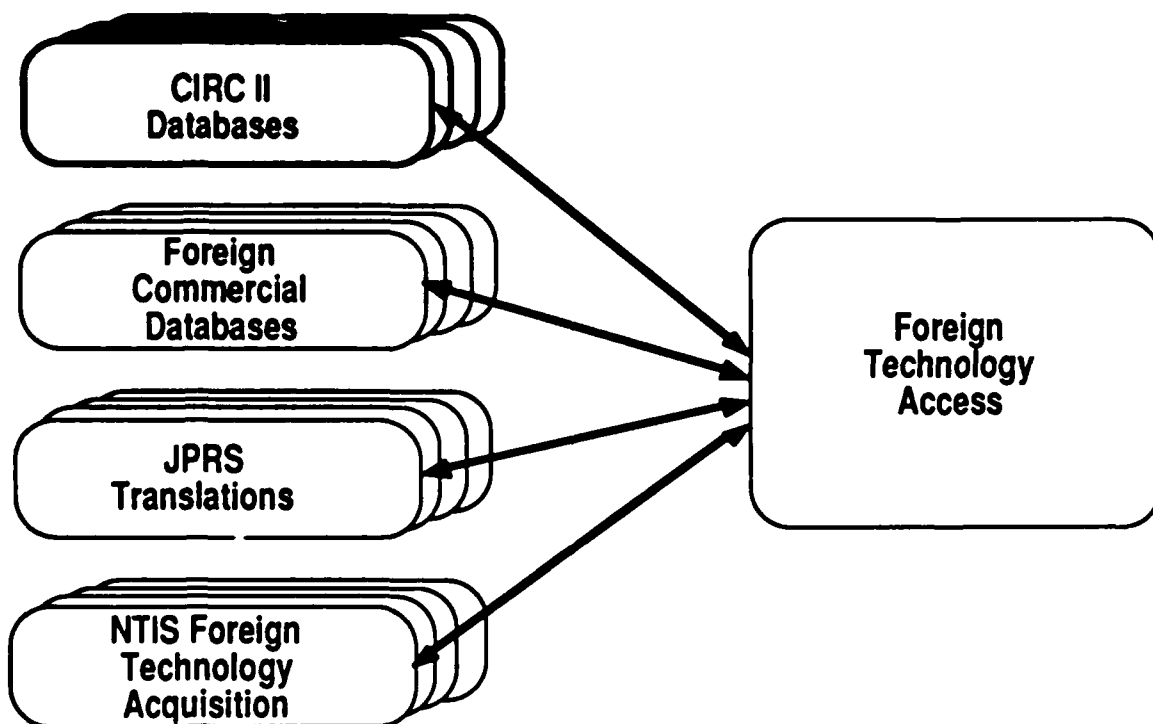 CIRC II
Databases
Foreign
Commercial
Databases
JPRS
Translations
NTIS Foreign
Technology
Acquisition
Foreign
Technology
Access